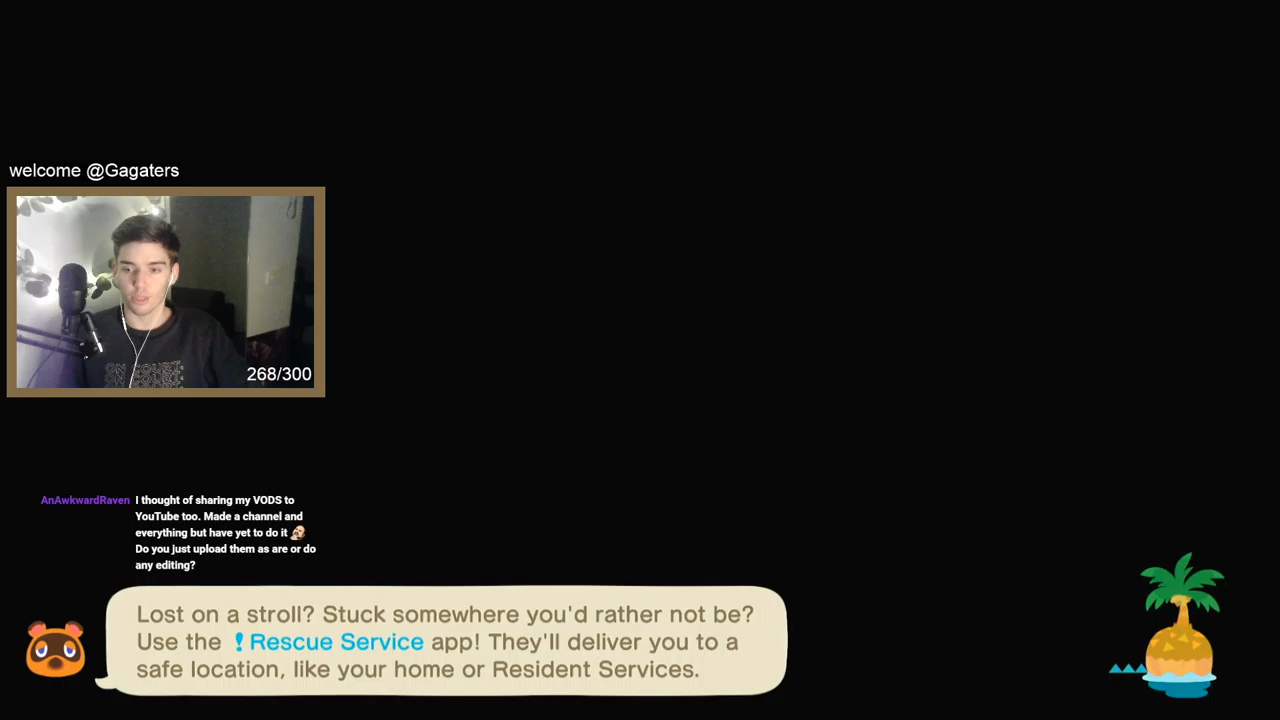 welcome @Gagaters
268/300
AnAwkwardRaven I thought of sharing my VODS to
YouTube too. Made a channel and
everything but have yet to do it
Do you just upload them as are or do
any editing?
Lost on a stroll? Stuck somewhere you'd rather not be?
Use the !Rescue Service app! They'll deliver you to a
safe location, like your home or Resident Services.